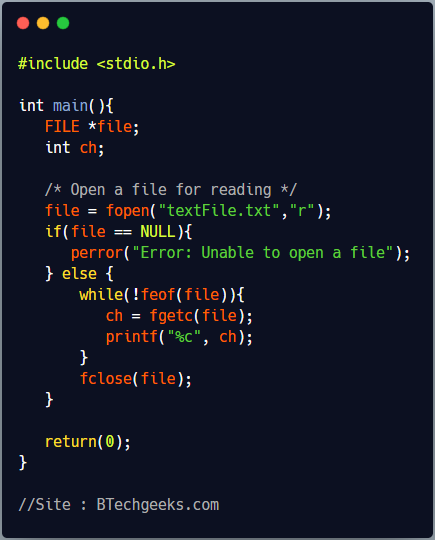 #include <stdio.h>

int main(){
   FILE *file;
   int ch;

   /* Open a file for reading */
   file = fopen("textFile.txt","r");
   if(file == NULL){
      perror("Error: Unable to open a file");
   } else {
       while(!feof(file)){
          ch = fgetc(file);
          printf("%c", ch);
       }
       fclose(file);
   }

   return(0);
}

//Site : BTechgeeks.com